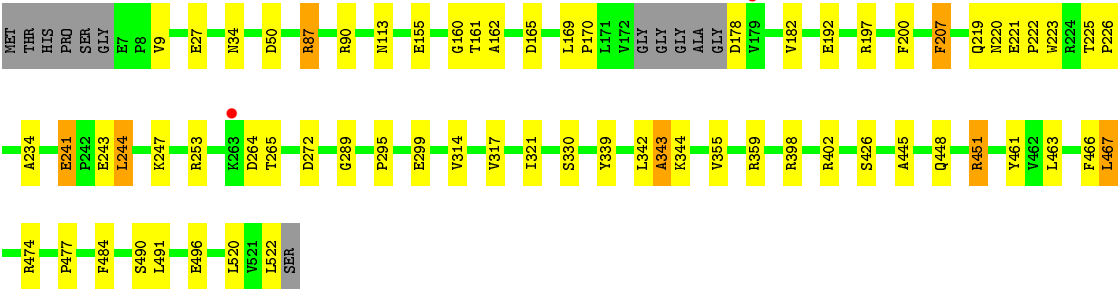 MET THR HIS PRO SER GLY E7 P8 V9 E27 N34 D50 R87 R90 N113 E155 G160 T161 A162 D165 L169 P170 L171 V172 GLY GLY GLY ALA GLY D178 V179 V182 E192 R197 F200 F207 Q219 N220 E221 P222 W223 R224 T225 P226
A234 E241 P242 E243 L244 K247 R253 K263 D264 T265 D272 G289 P295 E299 V314 V317 I321 S330 Y339 L342 A343 K344 V355 R359 R398 R402 S426 A445 Q448 R451 Y461 V462 L463 F466 L467
R474 P477 F484 S490 L491 E496 L520 V521 L522 SER